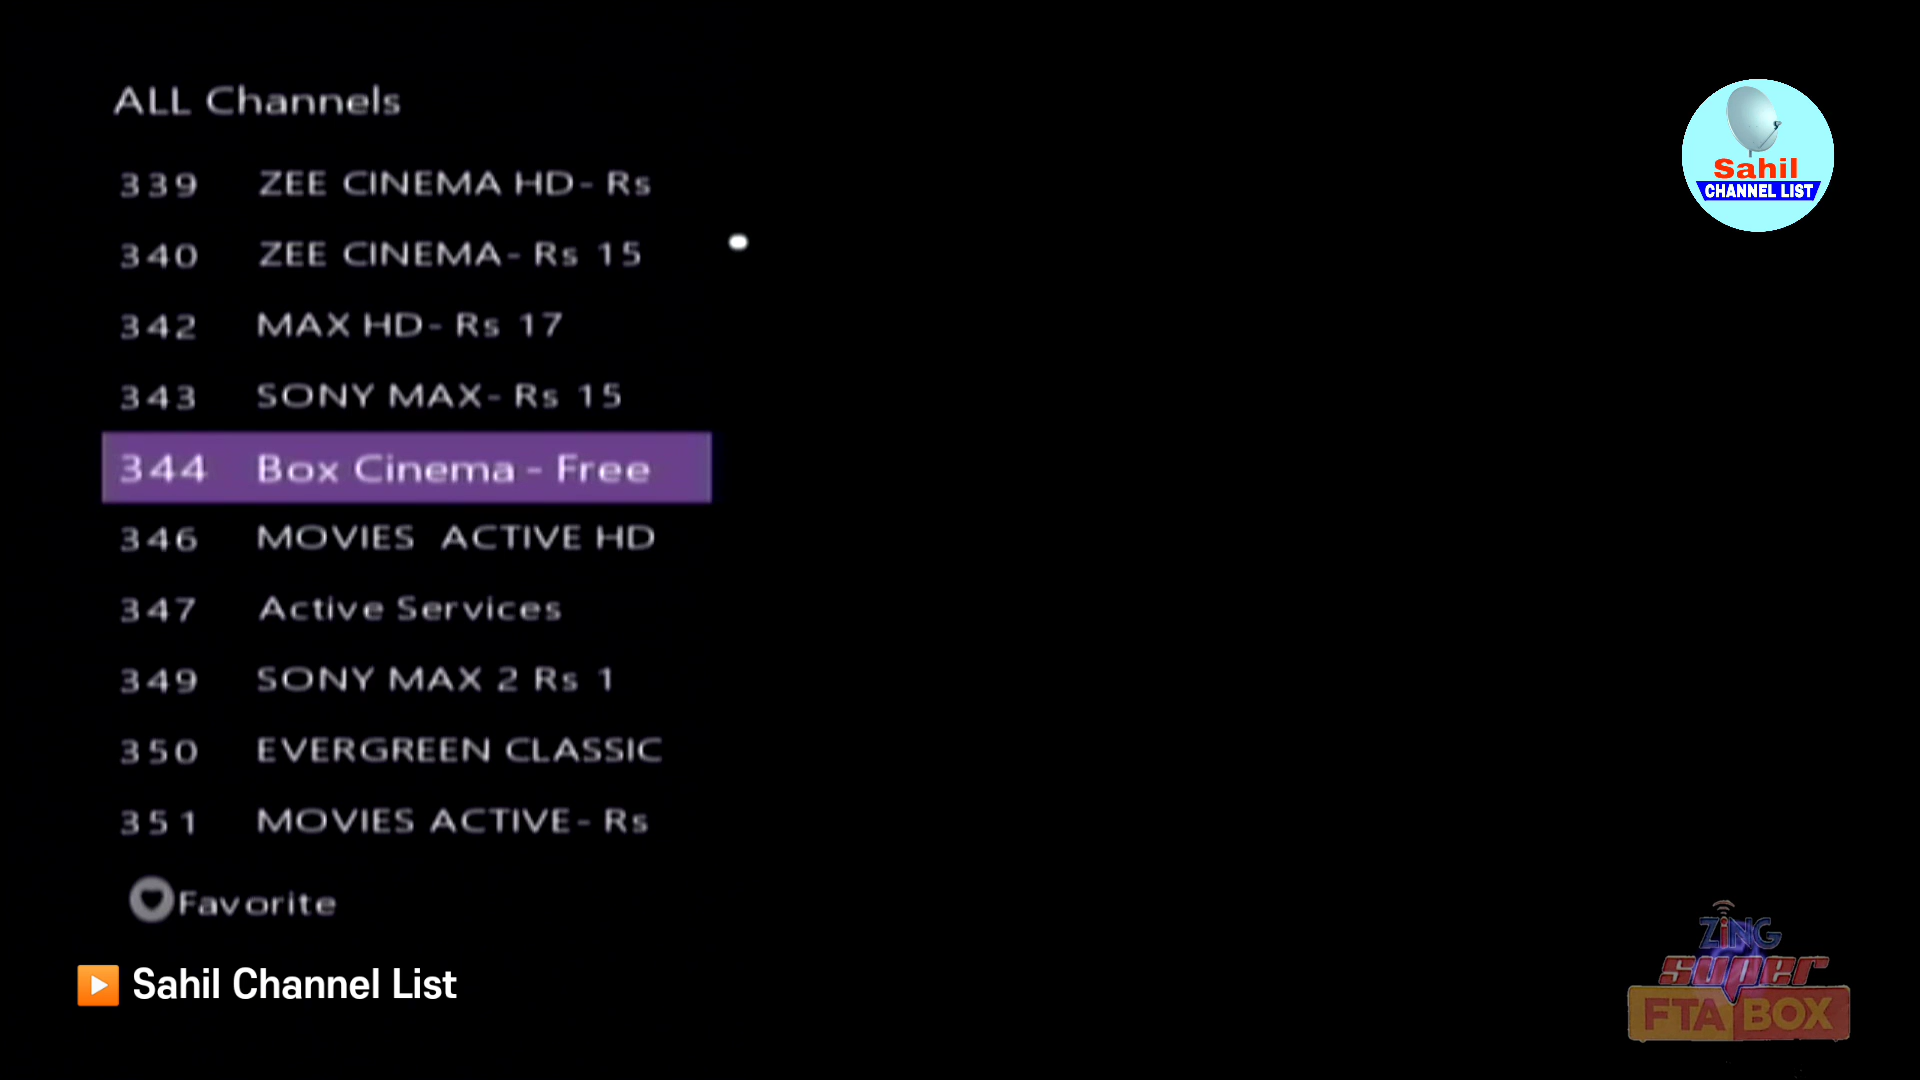 ALL Channels
339 ZEE CINEMA HD- Rs
340 ZEE CINEMA- Rs 15
342 MAX HD- Rs 17
343 SONY MAX- Rs 15
344 Box Cinema - Free
346 MOVIES ACTIVE HD
347 Active Services
349 SONY MAX 2 Rs 1
350 EVERGREEN CLASSIC
351 MOVIES ACTIVE- Rs
Favorite
Sahil Channel List
Sahil
CHANNEL LIST
ZiNG
super
FTA BOX